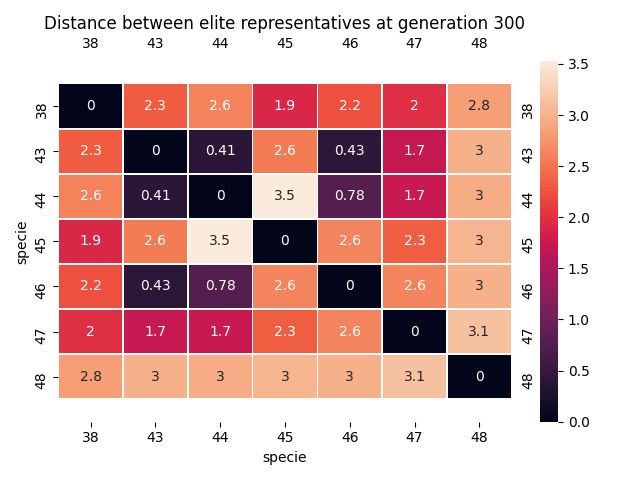 Distance between elite representatives at generation 300
38 43 44 45 46 47 48
38 0 2.3 2.6 1.9 2.2 2 2.8 38
43 2.3 0 0.41 2.6 0.43 1.7 3 43
44 2.6 0.41 0 3.5 0.78 1.7 3 44
45 1.9 2.6 3.5 0 2.6 2.3 3 45
46 2.2 0.43 0.78 2.6 0 2.6 3 46
47 2 1.7 1.7 2.3 2.6 0 3.1 47
48 2.8 3 3 3 3 3.1 0 48
38 43 44 45 46 47 48
specie
specie
3.5
3.0
2.5
2.0
1.5
1.0
0.5
0.0